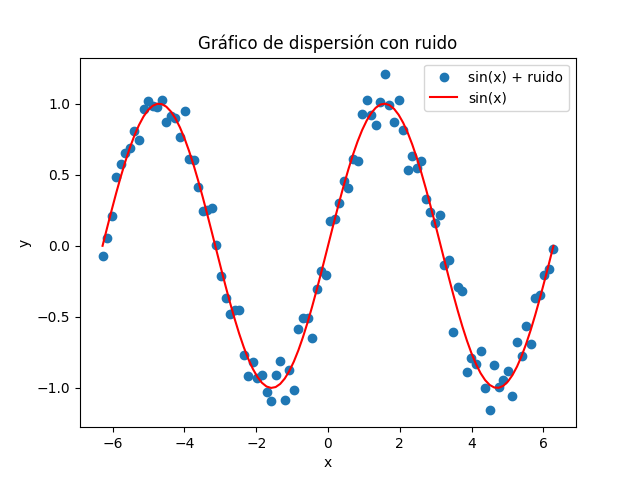 Gráfico de dispersión con ruido
sin(x) + ruido
sin(x)
y
1.0
0.5
0.0
−0.5
−1.0
−6
−4
−2
0
2
4
6
x